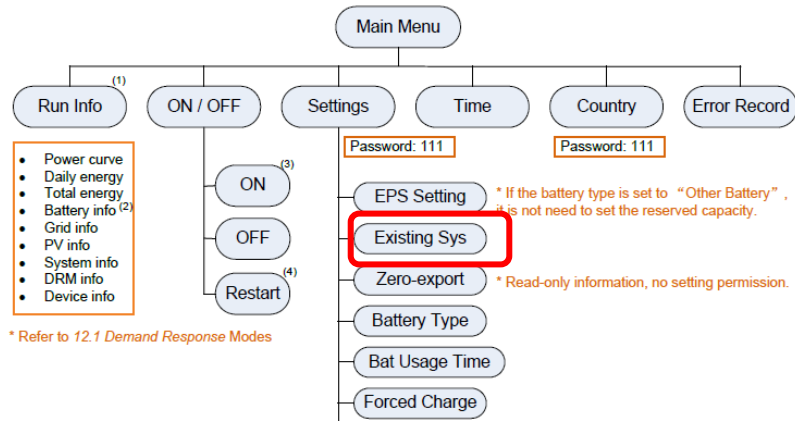 Main Menu
(1)
Run Info
ON / OFF
Settings
Time
Country
Error Record
Password: 111
Password: 111
• Power curve
• Daily energy
• Total energy
• Battery info (2)
• Grid info
• PV info
• System info
• DRM info
• Device info
* Refer to 12.1 Demand Response Modes
(3)
ON
OFF
(4)
Restart
EPS Setting
* If the battery type is set to “Other Battery”,
it is not need to set the reserved capacity.
Existing Sys
Zero-export
* Read-only information, no setting permission.
Battery Type
Bat Usage Time
Forced Charge